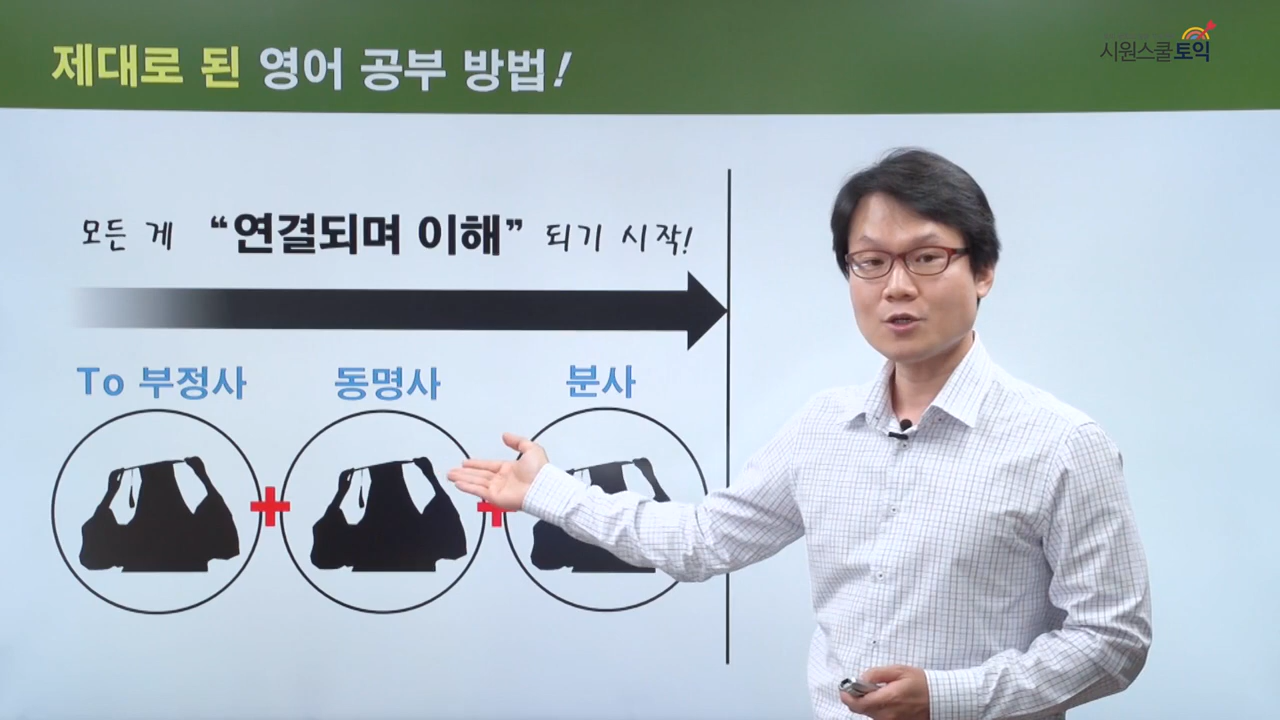 제대로 된 영어 공부 방법!
시원스쿨토익
모든 게 “연결되며 이해” 되기 시작!
To 부정사
동명사
분사
+
+